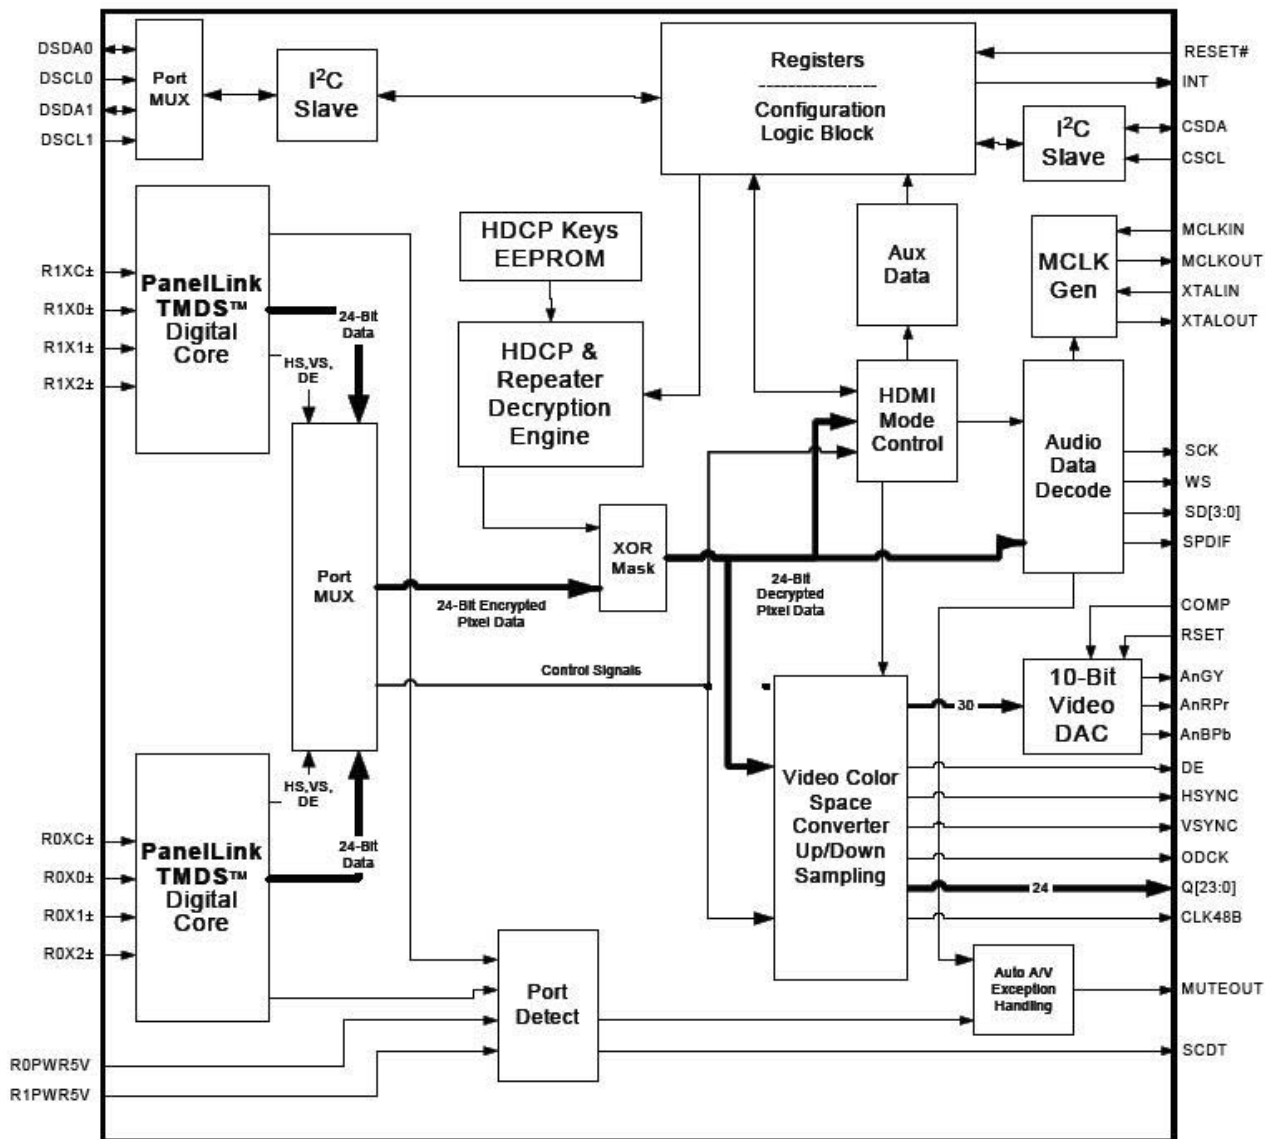 DSDA0
DSCL0
DSDA1
DSCL1
Port
MUX
I²C
Slave
Registers
Configuration
Logic Block
RESET#
INT
I²C
Slave
CSDA
CSCL
PanelLink
TMDS™
Digital
Core
R1XC±
R1X0±
R1X1±
R1X2±
24-Bit
Data
HS,VS,
DE
HDCP Keys
EEPROM
HDCP &
Repeater
Decryption
Engine
Aux
Data
MCLK
Gen
MCLKIN
MCLKOUT
XTALIN
XTALOUT
HDMI
Mode
Control
Audio
Data
Decode
SCK
WS
SD[3:0]
SPDIF
Port
MUX
XOR
Mask
24-Bit Encrypted
Pixel Data
24-Bit
Decrypted
Pixel Data
Control Signals
COMP
RSET
10-Bit
Video
DAC
AnGY
AnRPr
AnBPb
30
Video Color
Space
Converter
Up/Down
Sampling
DE
HSYNC
VSYNC
ODCK
24
Q[23:0]
CLK48B
HS,VS,
DE
24-Bit
Data
PanelLink
TMDS™
Digital
Core
R0XC±
R0X0±
R0X1±
R0X2±
Port
Detect
Auto A/V
Exception
Handling
MUTEOUT
SCDT
R0PWR5V
R1PWR5V